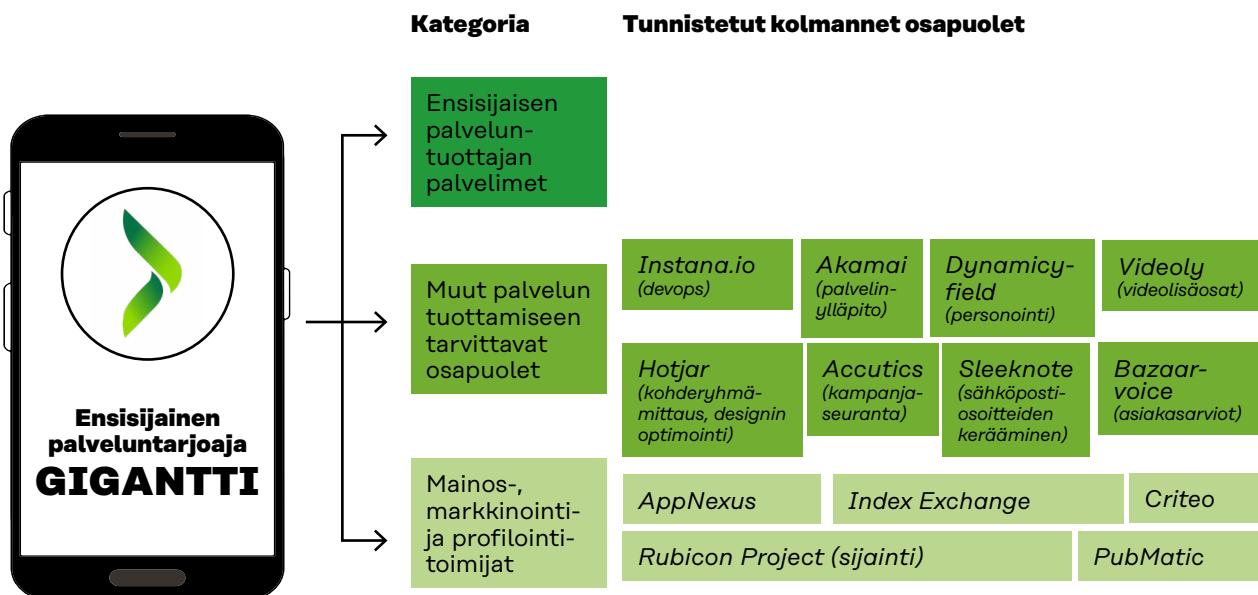 Kategoria
Tunnistetut kolmannet osapuolet
Ensisijainen
palveluntarjoaja
GIGANTTI
Ensisijaisen
palvelun-
tuottajan
palvelimet
Muut palvelun
tuottamiseen
tarvittavat
osapuolet
Instana.io
(devops)
Akamai
(palvelin-
ylläpito)
Dynamicy-
field
(personointi)
Videoly
(videolisäosat)
Hotjar
(kohderyhmä-
mittaus, designin
optimointi)
Accutics
(kampanja-
seuranta)
Sleeknote
(sähköposti-
osoitteiden
kerääminen)
Bazaar-
voice
(asiakasarviot)
Mainos-,
markkinointi-
ja profilointi-
toimijat
AppNexus
Index Exchange
Criteo
Rubicon Project (sijainti)
PubMatic